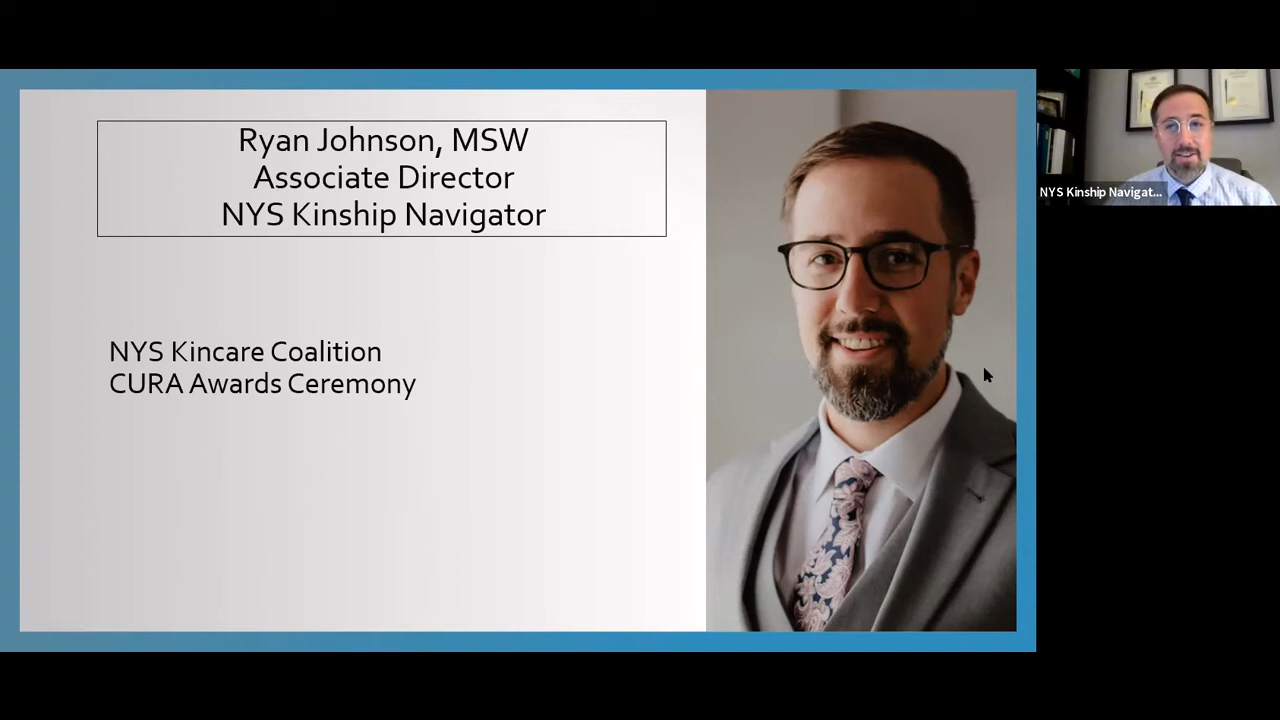 Ryan Johnson, MSW
Associate Director
NYS Kinship Navigator
NYS Kincare Coalition
CURA Awards Ceremony
NYS Kinship Navigat...